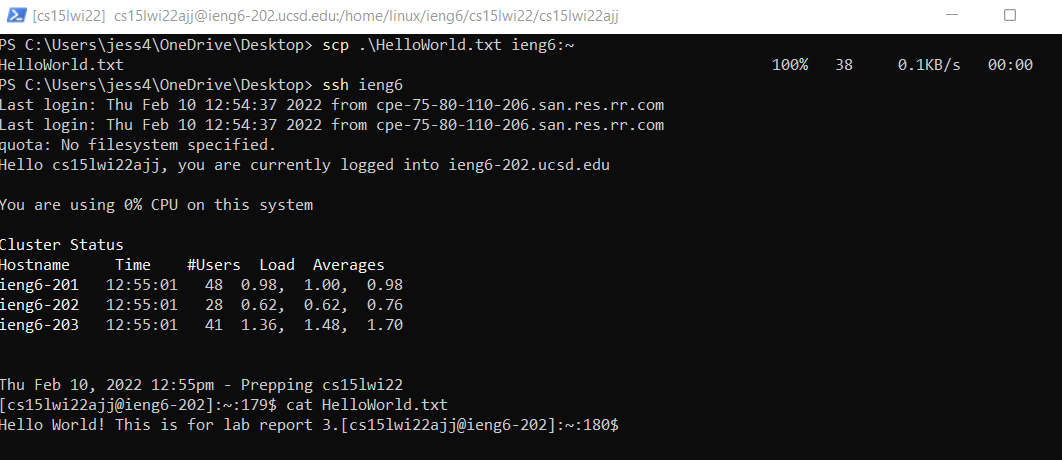 [cs15lwi22] cs15lwi22ajj@ieng6-202.ucsd.edu:/home/linux/ieng6/cs15lwi22/cs15lwi22ajj
PS C:\Users\jess4\OneDrive\Desktop> scp .\HelloWorld.txt ieng6:~
HelloWorld.txt 100% 38 0.1KB/s 00:00
PS C:\Users\jess4\OneDrive\Desktop> ssh ieng6
Last login: Thu Feb 10 12:54:37 2022 from cpe-75-80-110-206.san.res.rr.com
Last login: Thu Feb 10 12:54:37 2022 from cpe-75-80-110-206.san.res.rr.com
quota: No filesystem specified.
Hello cs15lwi22ajj, you are currently logged into ieng6-202.ucsd.edu
You are using 0% CPU on this system
Cluster Status
Hostname Time #Users Load Averages
ieng6-201 12:55:01 48 0.98, 1.00, 0.98
ieng6-202 12:55:01 28 0.62, 0.62, 0.76
ieng6-203 12:55:01 41 1.36, 1.48, 1.70
Thu Feb 10, 2022 12:55pm - Prepping cs15lwi22
[cs15lwi22ajj@ieng6-202]:~:179$ cat HelloWorld.txt
Hello World! This is for lab report 3.[cs15lwi22ajj@ieng6-202]:~:180$